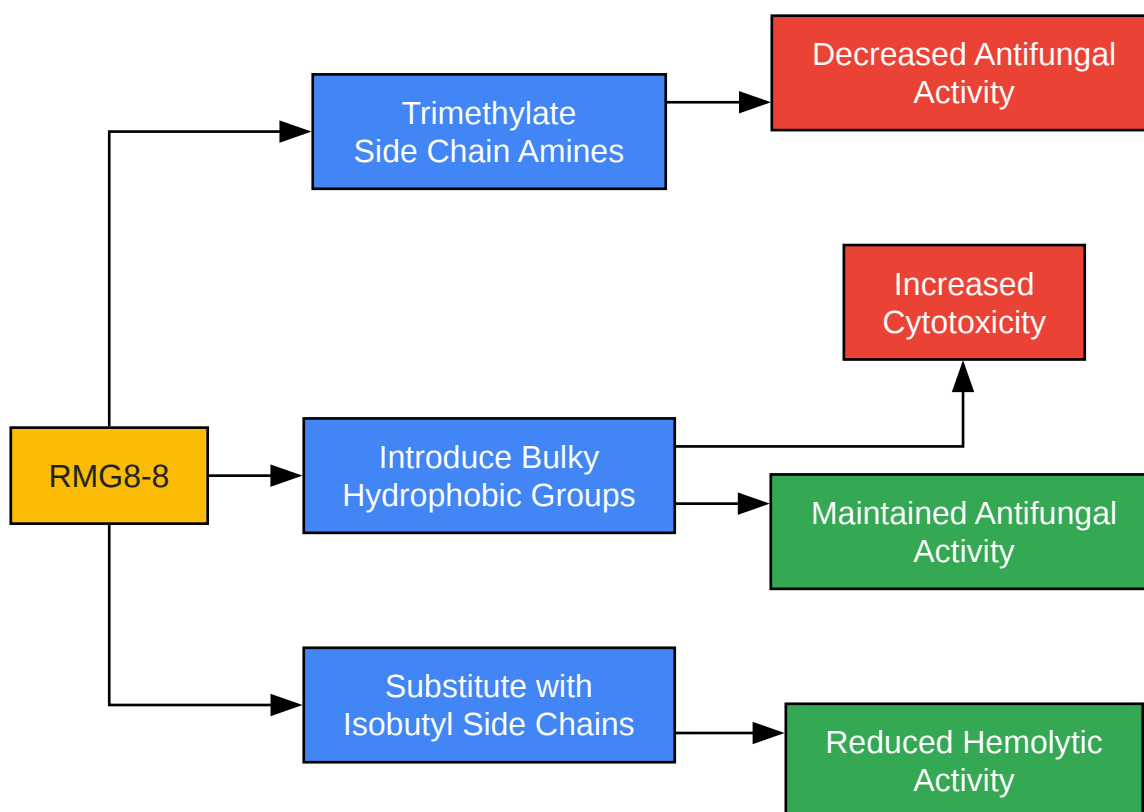 Decreased Antifungal
Activity
Trimethylate
Side Chain Amines
Increased
Cytotoxicity
RMG8-8
Introduce Bulky
Hydrophobic Groups
Maintained Antifungal
Activity
Substitute with
Isobutyl Side Chains
Reduced Hemolytic
Activity